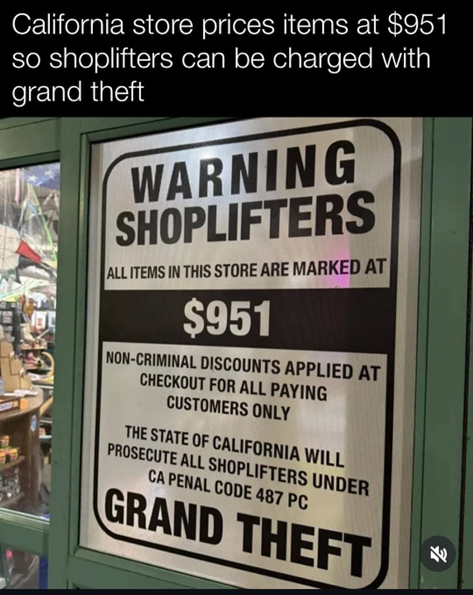 California store prices items at $951
so shoplifters can be charged with
grand theft
WARNING
SHOPLIFTERS
ALL ITEMS IN THIS STORE ARE MARKED AT
$951
NON-CRIMINAL DISCOUNTS APPLIED AT
CHECKOUT FOR ALL PAYING
CUSTOMERS ONLY
THE STATE OF CALIFORNIA WILL
PROSECUTE ALL SHOPLIFTERS UNDER
CA PENAL CODE 487 PC
GRAND THEFT